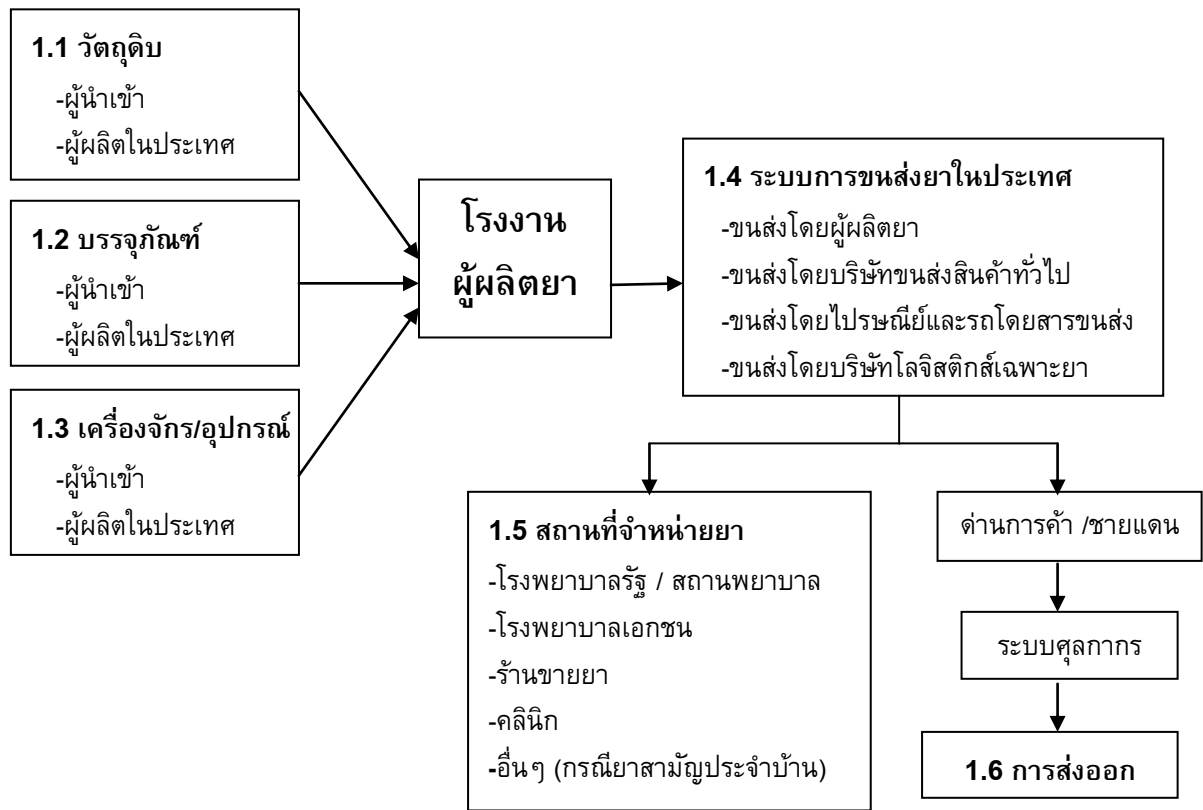 1.1 วัตถุดิบ
-ผู้นำเข้า
-ผู้ผลิตในประเทศ
1.2 บรรจุภัณฑ์
-ผู้นำเข้า
-ผู้ผลิตในประเทศ
1.3 เครื่องจักร/อุปกรณ์
-ผู้นำเข้า
-ผู้ผลิตในประเทศ
โรงงาน
ผู้ผลิตยา
1.4 ระบบการขนส่งยาในประเทศ
-ขนส่งโดยผู้ผลิตยา
-ขนส่งโดยบริษัทขนส่งสินค้าทั่วไป
-ขนส่งโดยไปรษณีย์และรถโดยสารขนส่ง
-ขนส่งโดยบริษัทโลจิสติกส์เฉพาะยา
1.5 สถานที่จำหน่ายยา
-โรงพยาบาลรัฐ / สถานพยาบาล
-โรงพยาบาลเอกชน
-ร้านขายยา
-คลินิก
-อื่นๆ (กรณียาสามัญประจำบ้าน)
ด่านการค้า /ชายแดน
ระบบศุลกากร
1.6 การส่งออก